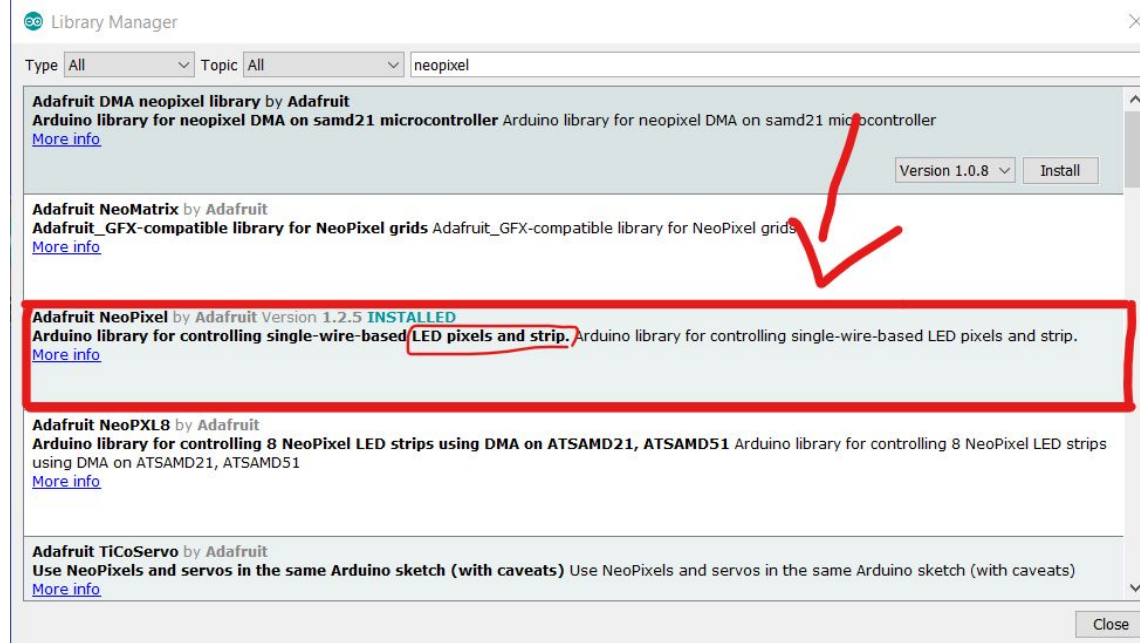 Library Manager
Type All Topic All neopixel
Adafruit DMA neopixel library by Adafruit
Arduino library for neopixel DMA on samd21 microcontroller Arduino library for neopixel DMA on samd21 microcontroller
More info
Version 1.0.8 Install
Adafruit NeoMatrix by Adafruit
Adafruit_GFX-compatible library for NeoPixel grids Adafruit_GFX-compatible library for NeoPixel grids
More info
Adafruit NeoPixel by Adafruit Version 1.2.5 INSTALLED
Arduino library for controlling single-wire-based LED pixels and strip. Arduino library for controlling single-wire-based LED pixels and strip.
More info
Adafruit NeoPXL8 by Adafruit
Arduino library for controlling 8 NeoPixel LED strips using DMA on ATSAMD21, ATSAMD51 Arduino library for controlling 8 NeoPixel LED strips
using DMA on ATSAMD21, ATSAMD51
More info
Adafruit TiCoServo by Adafruit
Use NeoPixels and servos in the same Arduino sketch (with caveats) Use NeoPixels and servos in the same Arduino sketch (with caveats)
More info
Close